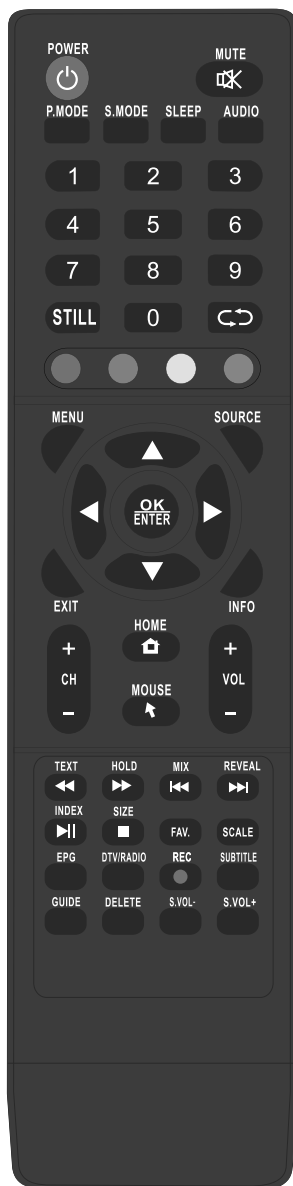 POWER
MUTE
P.MODE S.MODE SLEEP AUDIO
1 2 3
4 5 6
7 8 9
STILL 0
MENU SOURCE
OK
ENTER
EXIT INFO
HOME
+ +
CH VOL
- -
MOUSE
TEXT HOLD MIX REVEAL
INDEX SIZE
FAV. SCALE
EPG DTV/RADIO REC SUBTITLE
GUIDE DELETE S.VOL- S.VOL+